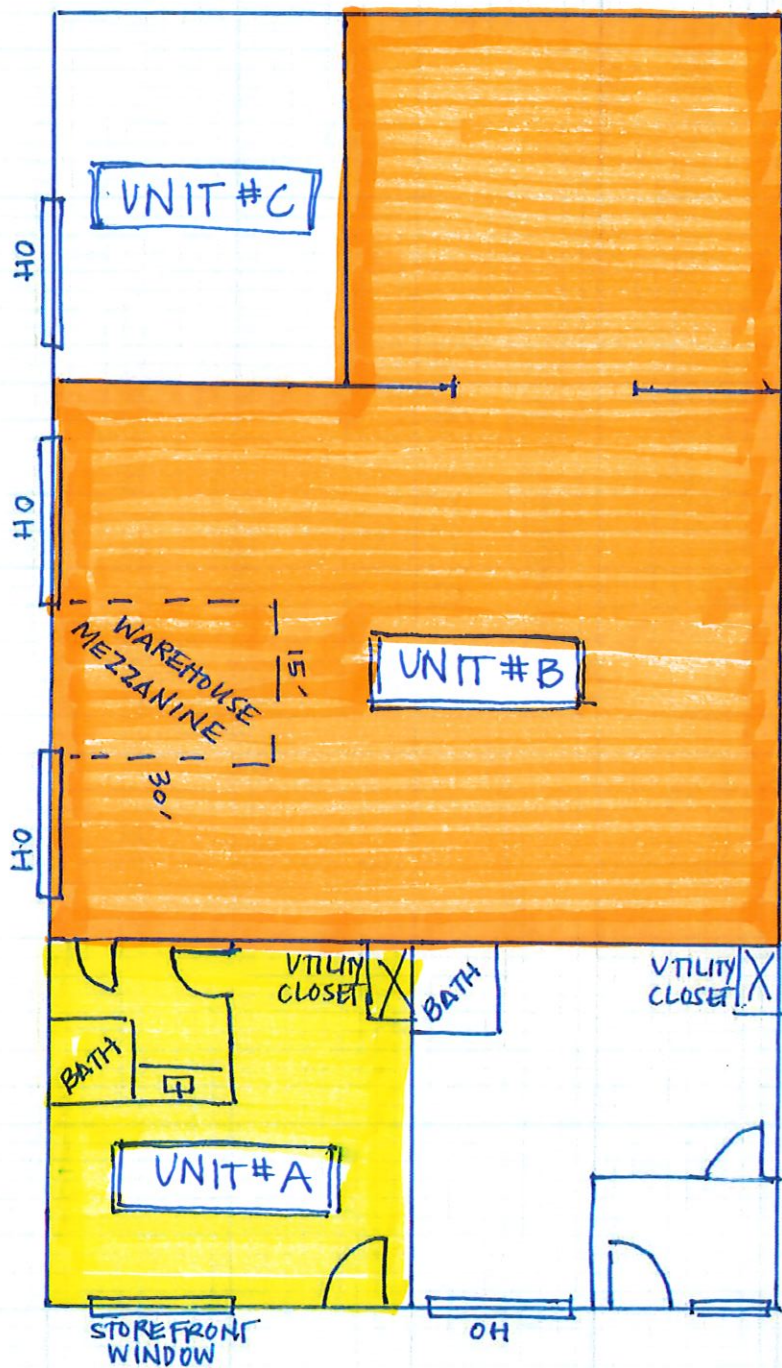 UNIT #C
OH
OH
WAREHOUSE
MEZZANINE
15'
30'
UNIT #B
OH
UTILITY
CLOSET
BATH
UTILITY
CLOSET
BATH
UNIT #A
STOREFRONT
WINDOW
OH